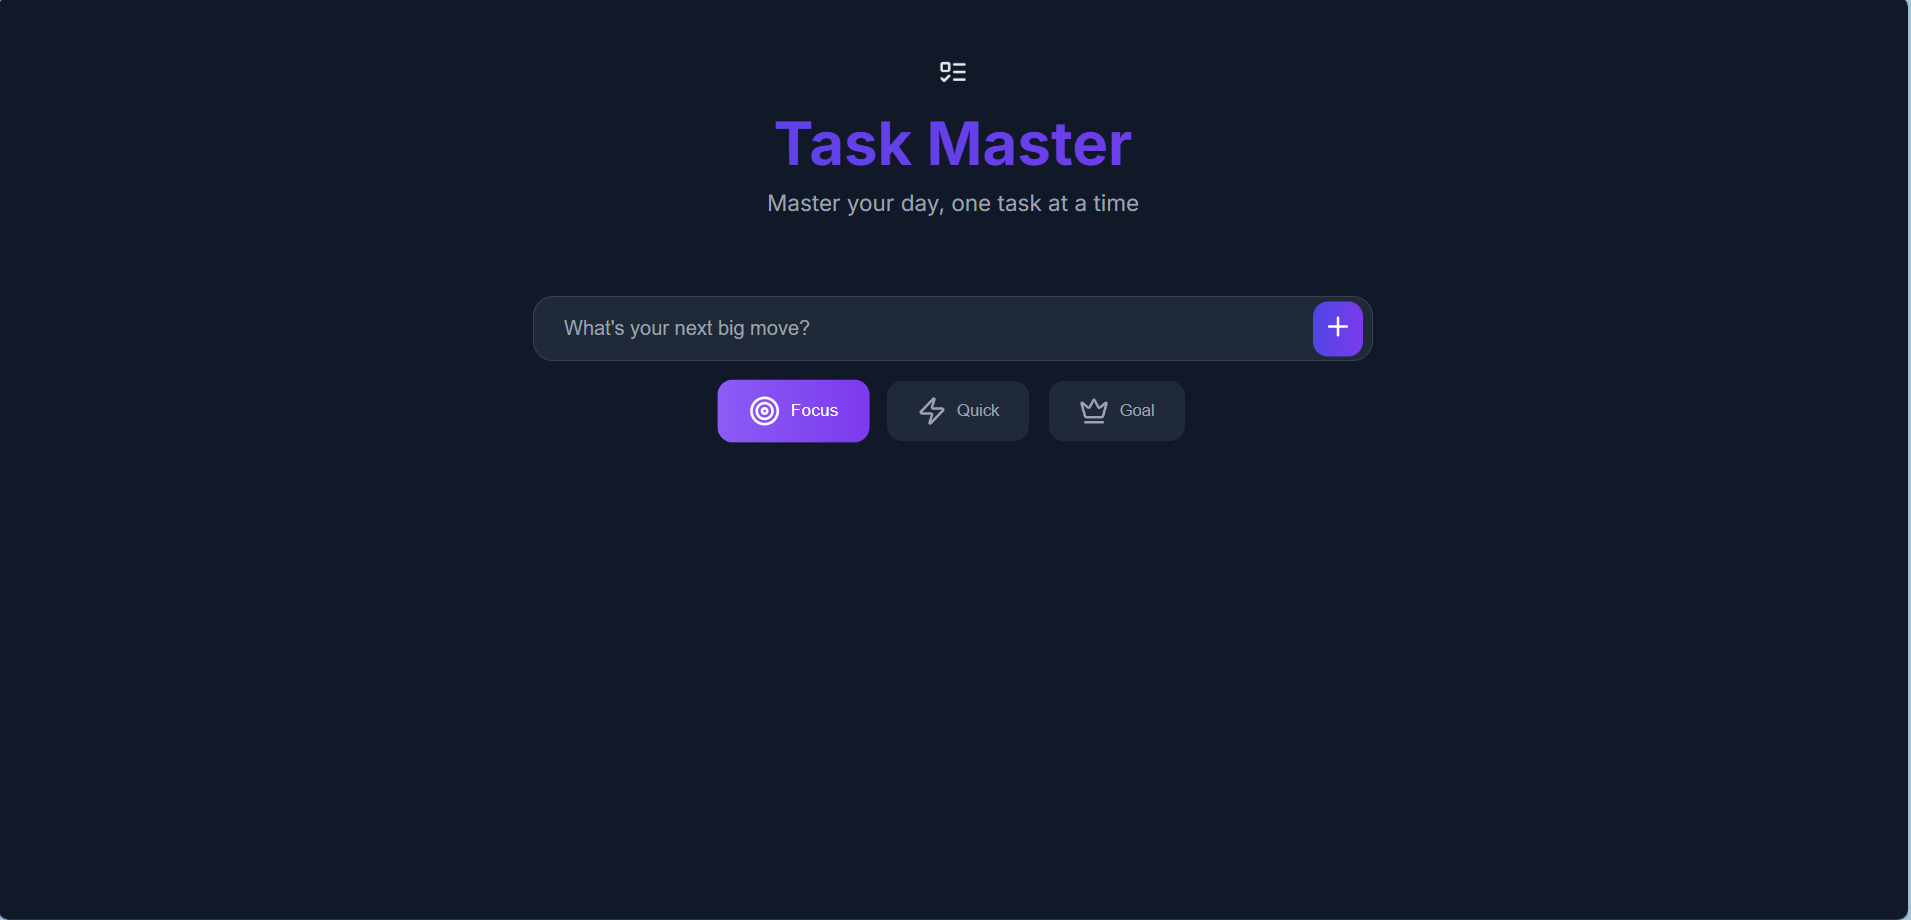 Task Master
Master your day, one task at a time
What's your next big move?
Focus
Quick
Goal